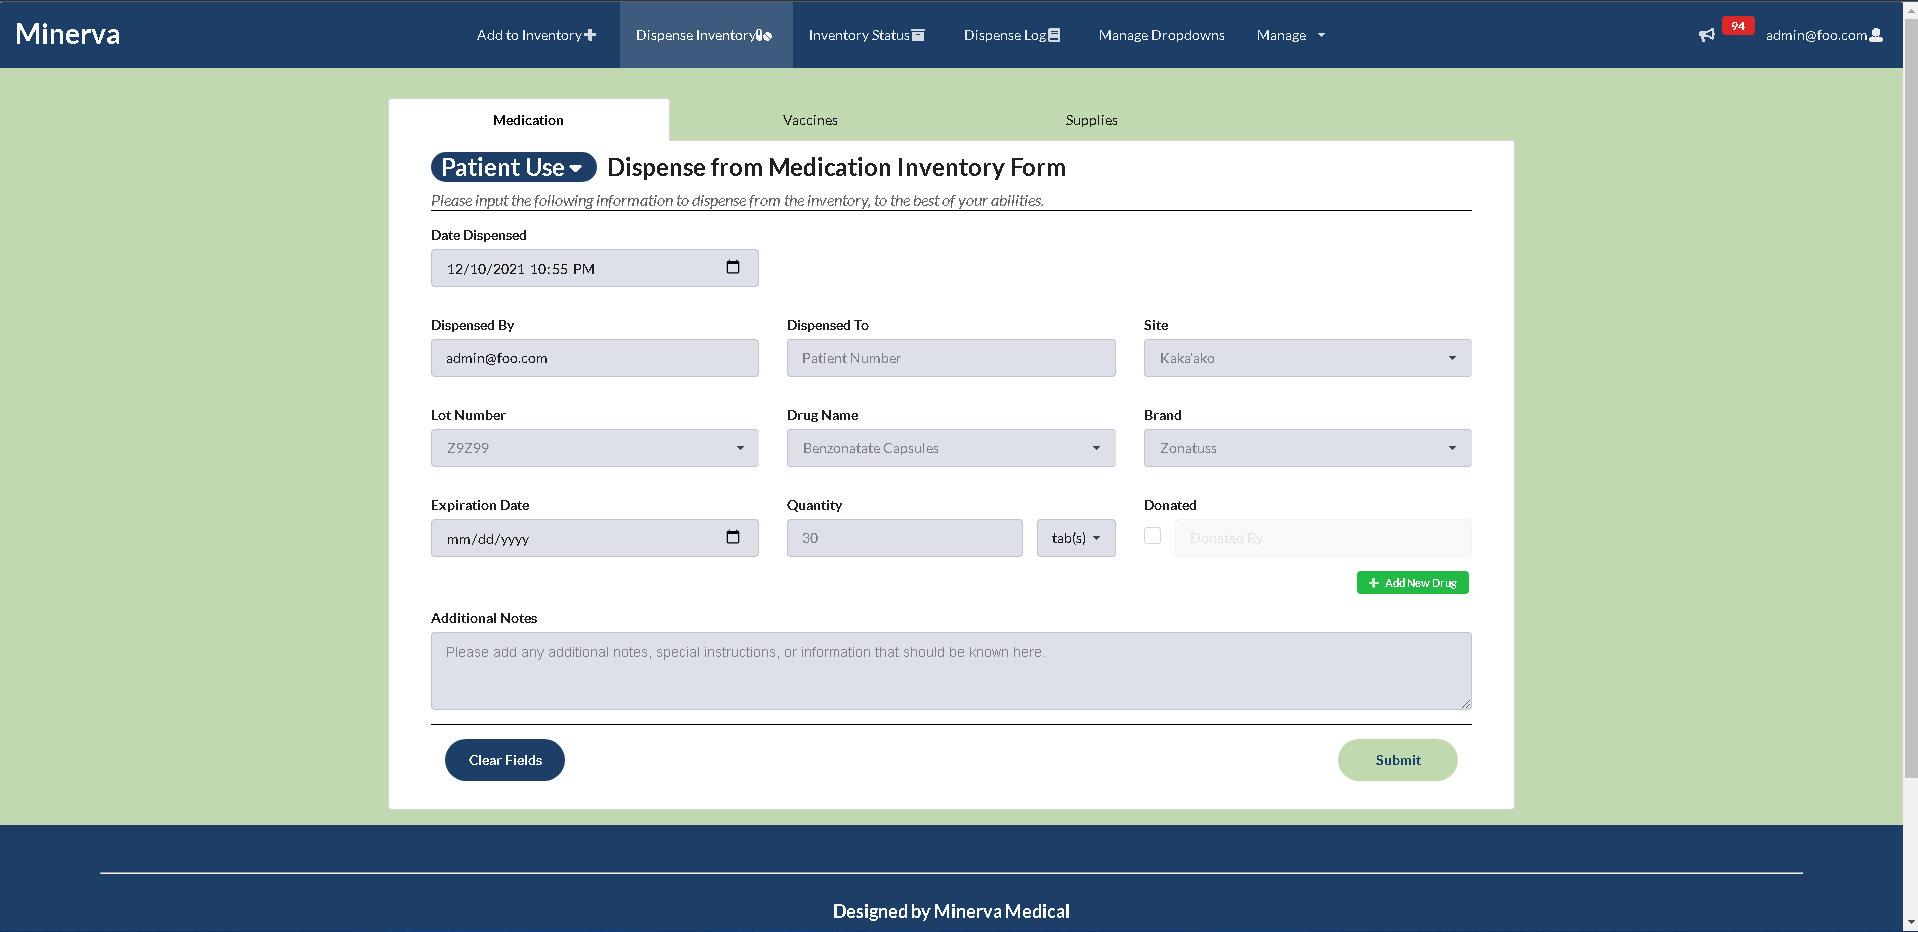 Minerva
Add to Inventory
Dispense Inventory
Inventory Status
Dispense Log
Manage Dropdowns
Manage
94
admin@foo.com
Medication
Vaccines
Supplies
Patient Use
Dispense from Medication Inventory Form
Please input the following information to dispense from the inventory, to the best of your abilities.
Date Dispensed
12/10/2021 10:55 PM
Dispensed By
Dispensed To
Site
admin@foo.com
Patient Number
Kaka'ako
Lot Number
Drug Name
Brand
Z9Z99
Benzonatate Capsules
Zonatuss
Expiration Date
Quantity
Donated
mm/dd/yyyy
30
tab(s)
Donated By
Add New Drug
Additional Notes
Please add any additional notes, special instructions, or information that should be known here.
Clear Fields
Submit
Designed by Minerva Medical